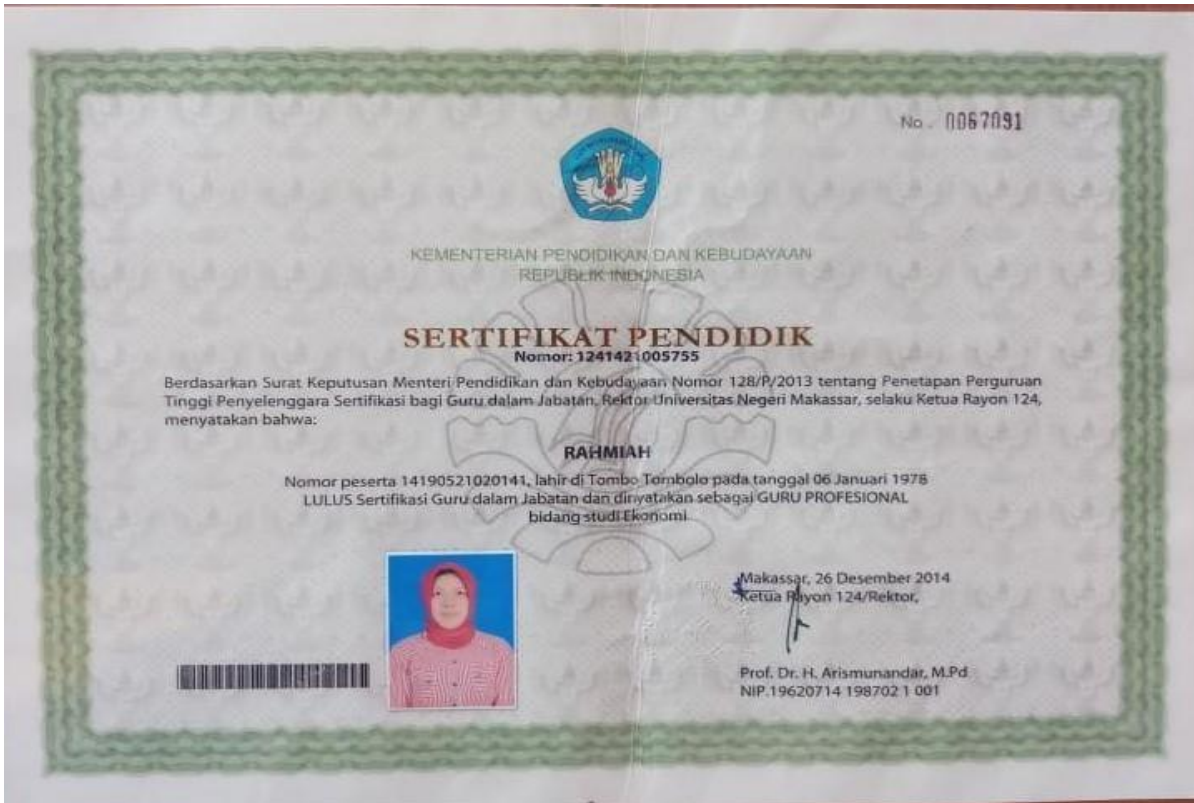 No. 0067091
KEMENTERIAN PENDIDIKAN DAN KEBUDAYAAN
REPUBLIK INDONESIA
SERTIFIKAT PENDIDIK
Nomor: 1241421005755
Berdasarkan Surat Keputusan Menteri Pendidikan dan Kebudayaan Nomor 128/P/2013 tentang Penetapan Perguruan
Tinggi Penyelenggara Sertifikasi bagi Guru dalam Jabatan, Rektor Universitas Negeri Makassar, selaku Ketua Rayon 124,
menyatakan bahwa:
RAHMIAH
Nomor peserta 14190521020141, lahir di Tombo Tombolo pada tanggal 06 Januari 1978
LULUS Sertifikasi Guru dalam Jabatan dan dinyatakan sebagai GURU PROFESIONAL
bidang studi Ekonomi
Makassar, 26 Desember 2014
Ketua Rayon 124/Rektor,
Prof. Dr. H. Arismunandar, M.Pd
NIP.19620714 198702 1 001